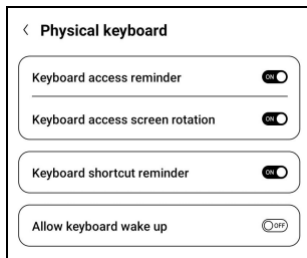 Physical keyboard
Keyboard access reminder ON
Keyboard access screen rotation ON
Keyboard shortcut reminder ON
Allow keyboard wake up OFF